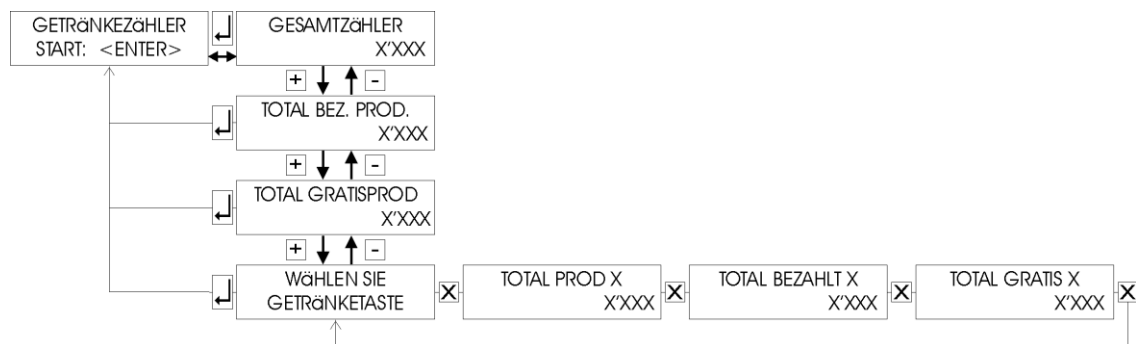 GETRäNKEZäHLER
START: <ENTER>
GESAMTZäHLER
X'XXX
+
-
TOTAL BEZ. PROD.
X'XXX
+
-
TOTAL GRATISPROD
X'XXX
+
-
WäHLEN SIE
GETRäNKETASTE
X
TOTAL PROD X
X'XXX
X
TOTAL BEZAHLT X
X'XXX
X
TOTAL GRATIS X
X'XXX
X